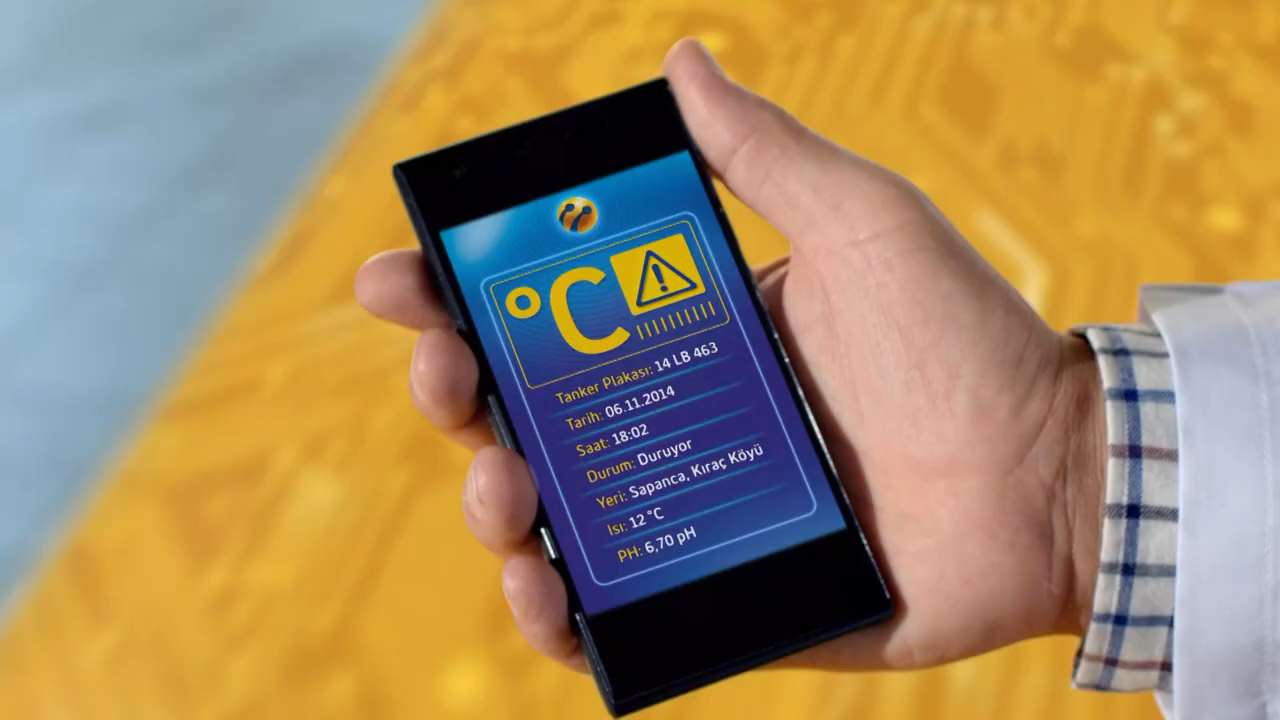 °C
Tanker Plakası: 14 LB 463
Tarih: 06.11.2014
Saat: 18:02
Durum: Duruyor
Yeri: Sapanca, Kıraç Köyü
Isı: 12 °C
PH: 6,70 pH